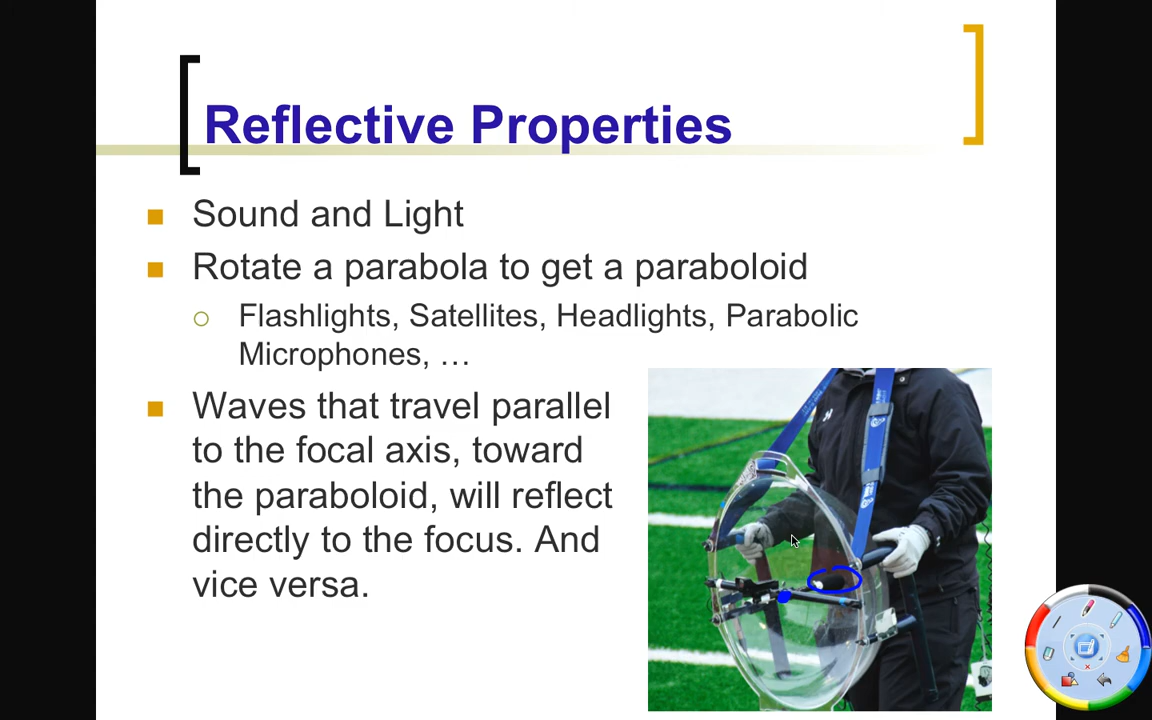 Reflective Properties
Sound and Light
Rotate a parabola to get a paraboloid
Flashlights, Satellites, Headlights, Parabolic
Microphones, …
Waves that travel parallel
to the focal axis, toward
the paraboloid, will reflect
directly to the focus. And
vice versa.